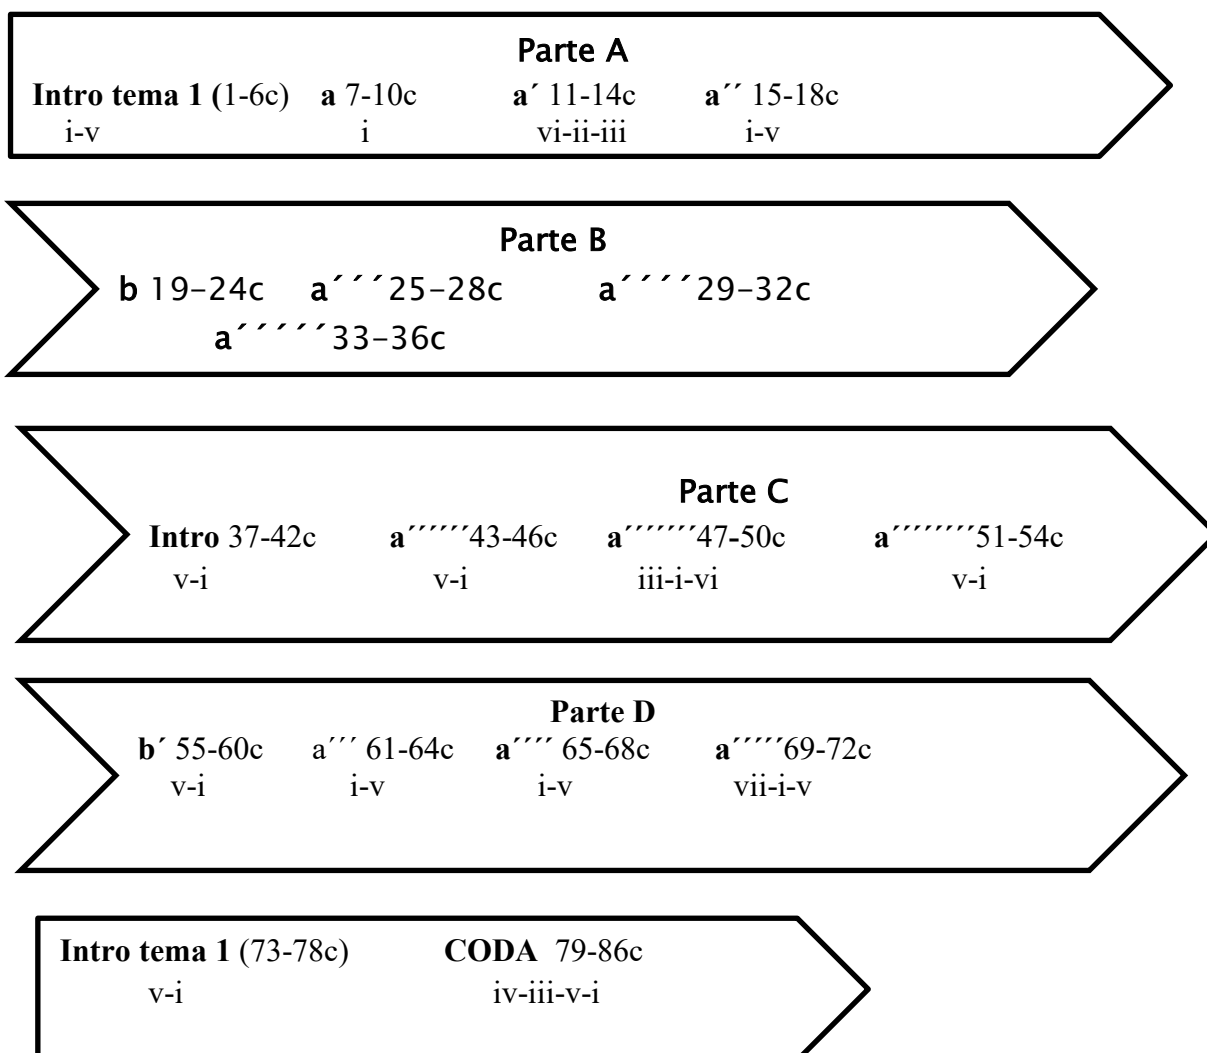 Parte A
Intro tema 1 (1-6c) a 7-10c a´ 11-14c a´´ 15-18c
i-v i vi-ii-iii i-v
Parte B
b 19-24c a´´´25-28c a´´´´29-32c
a´´´´´33-36c
Parte C
Intro 37-42c a´´´´´´43-46c a´´´´´´´47-50c a´´´´´´´´51-54c
v-i v-i iii-i-vi v-i
Parte D
b´ 55-60c a´´´ 61-64c a´´´´ 65-68c a´´´´´69-72c
v-i i-v i-v vii-i-v
Intro tema 1 (73-78c) CODA 79-86c
v-i iv-iii-v-i